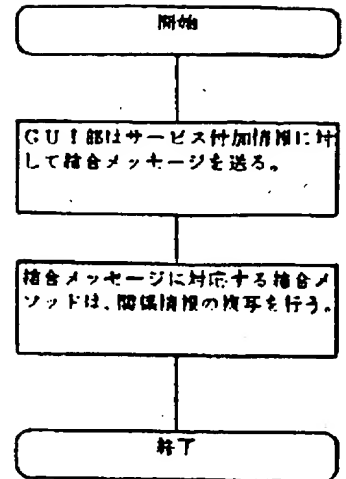 開始
GUI部はサービス付加情報に対
して結合メッセージを送る。
結合メッセージに対応する結合メ
ソッドは、関係情報の複写を行う。
終了